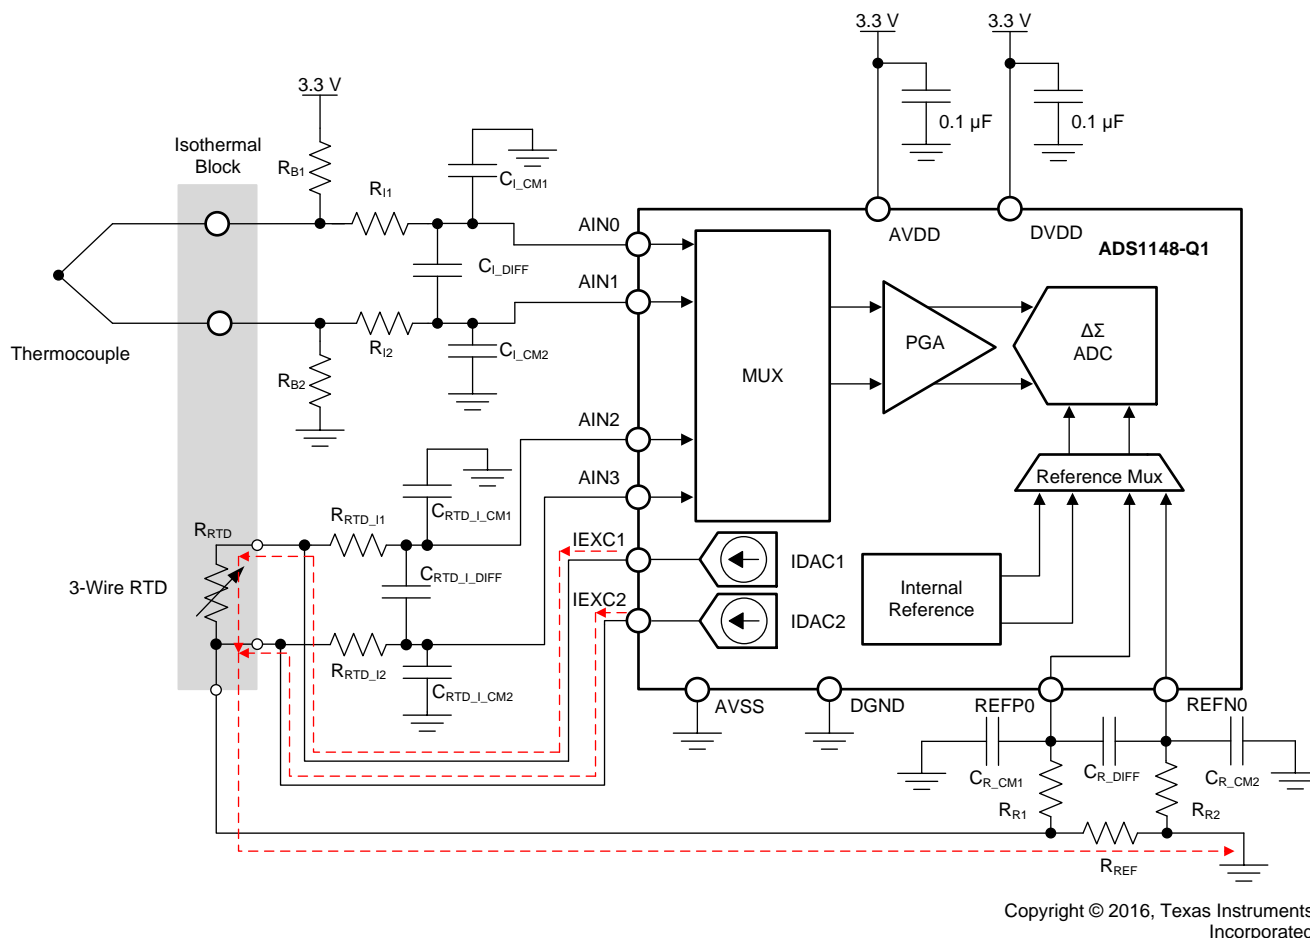 3.3 V
3.3 V
0.1 µF
0.1 µF
3.3 V
Isothermal
Block
RB1
RI1
CI_CM1
AIN0
AVDD
DVDD
ADS1148-Q1
CI_DIFF
AIN1
Thermocouple
RI2
CI_CM2
RB2
MUX
PGA
ΔΣ
ADC
AIN2
AIN3
Reference Mux
CRTD_I_CM1
RRTD
RRTD_I1
IEXC1
IDAC1
3-Wire RTD
CRTD_I_DIFF
IEXC2
IDAC2
Internal
Reference
RRTD_I2
CRTD_I_CM2
AVSS
DGND
REFP0
REFN0
CR_CM1
CR_DIFF
CR_CM2
RR1
RR2
RREF
Copyright © 2016, Texas Instruments
Incorporated